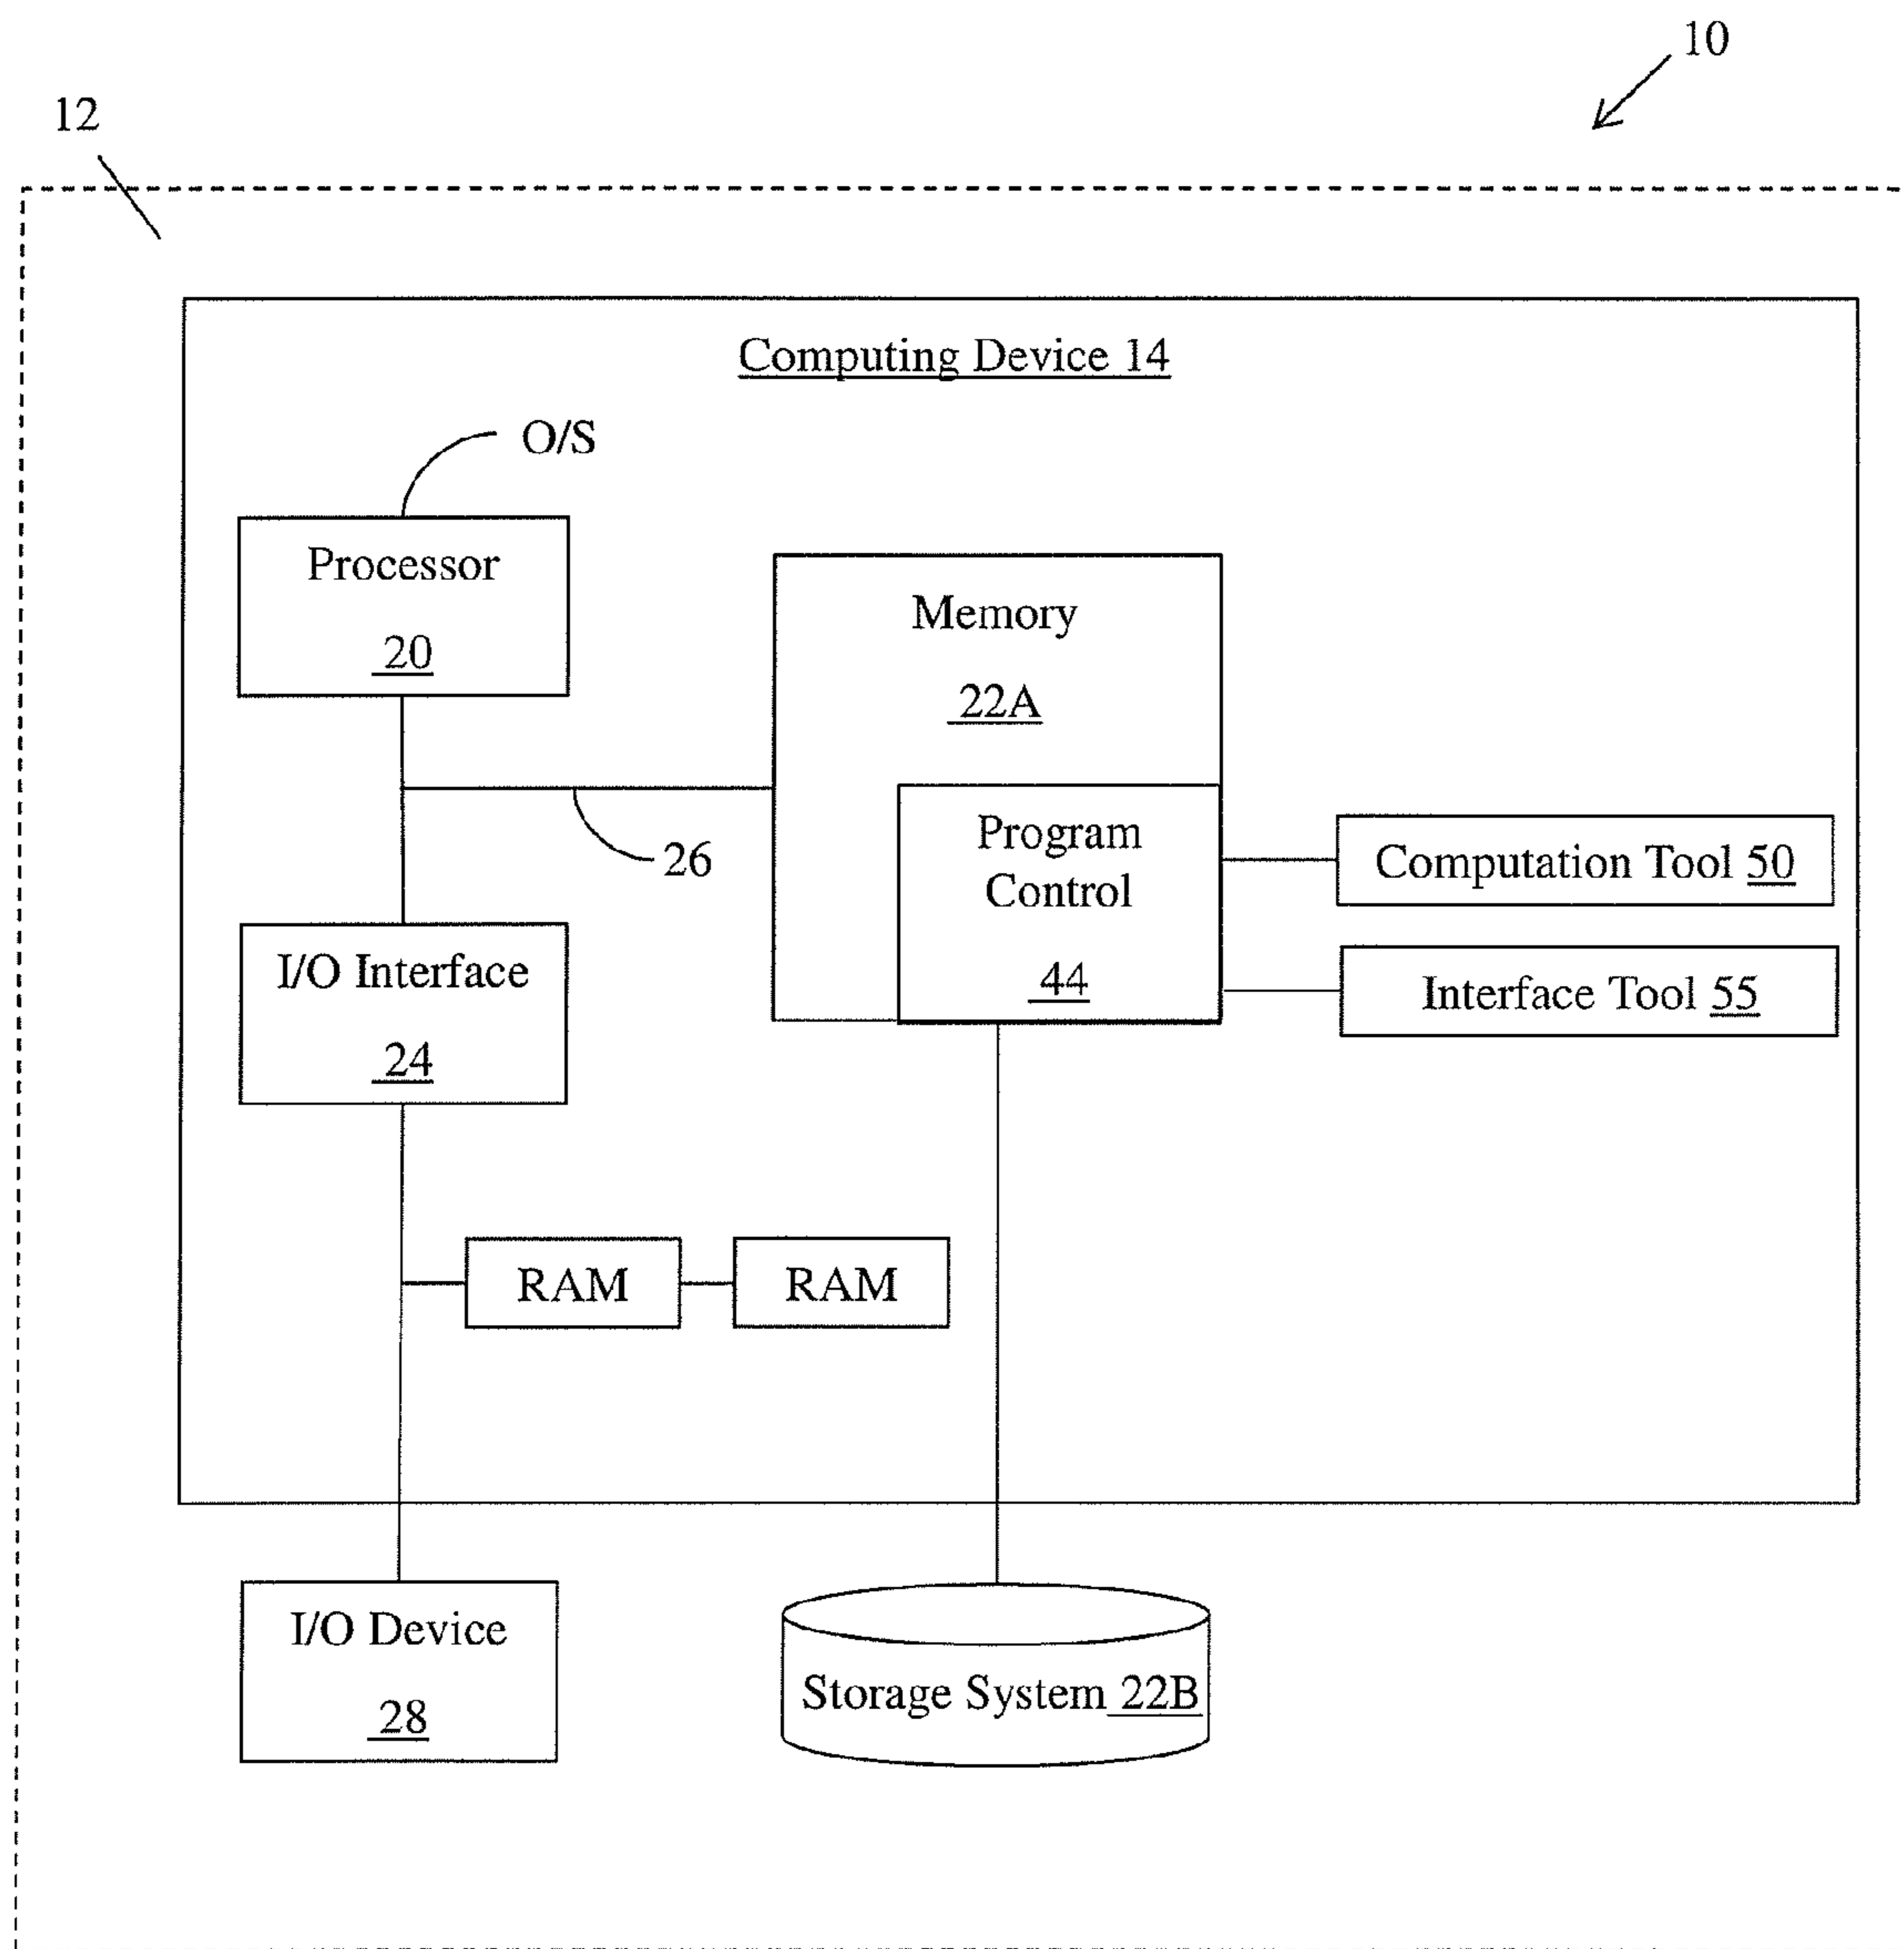 10
12
Computing Device 14
O/S
Processor
20
Memory
22A
26
Program
Control
44
Computation Tool 50
Interface Tool 55
I/O Interface
24
RAM
RAM
I/O Device
28
Storage System 22B